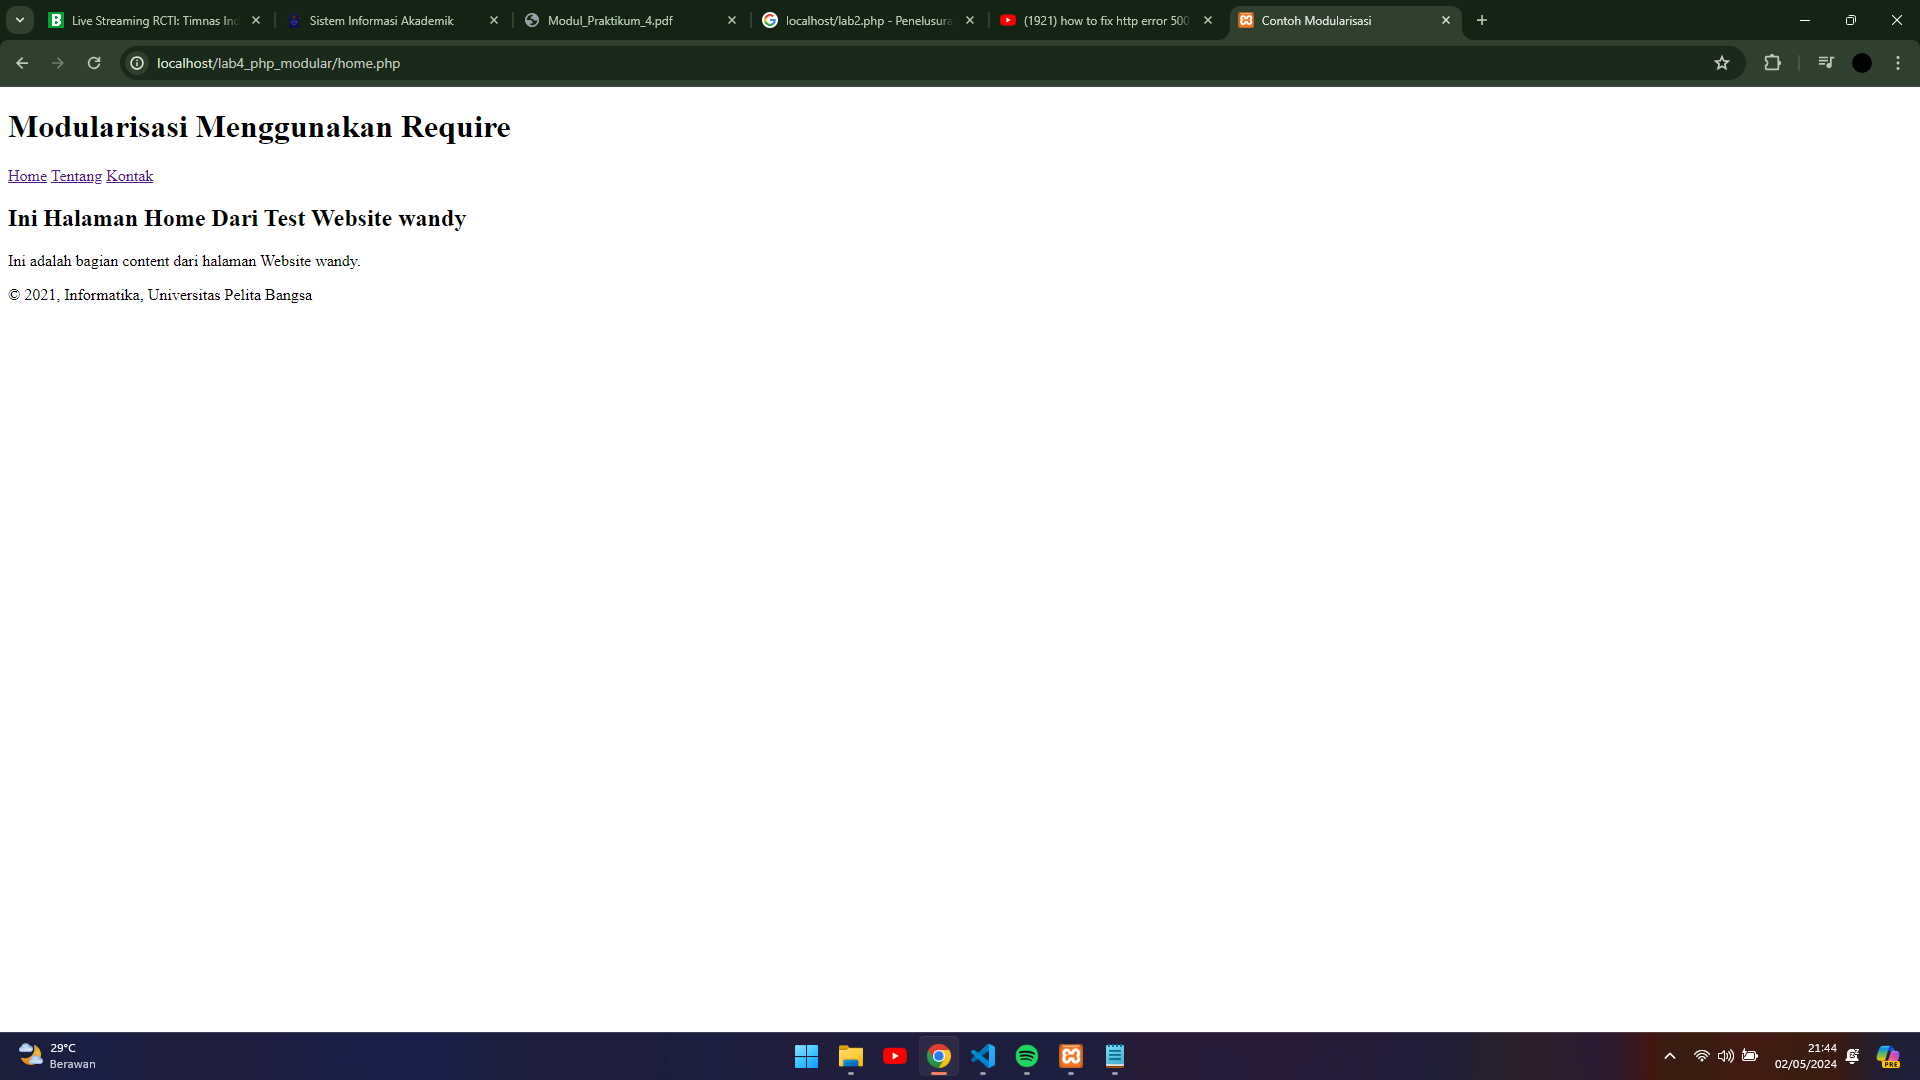 Live Streaming RCTI: Timnas Ind
Sistem Informasi Akademik
Modul_Praktikum_4.pdf
localhost/lab2.php - Penelusura
(1921) how to fix http error 500
Contoh Modularisasi
localhost/lab4_php_modular/home.php
Modularisasi Menggunakan Require
Home Tentang Kontak
Ini Halaman Home Dari Test Website wandy
Ini adalah bagian content dari halaman Website wandy.
© 2021, Informatika, Universitas Pelita Bangsa
29°C
Berawan
21:44
02/05/2024
PRE